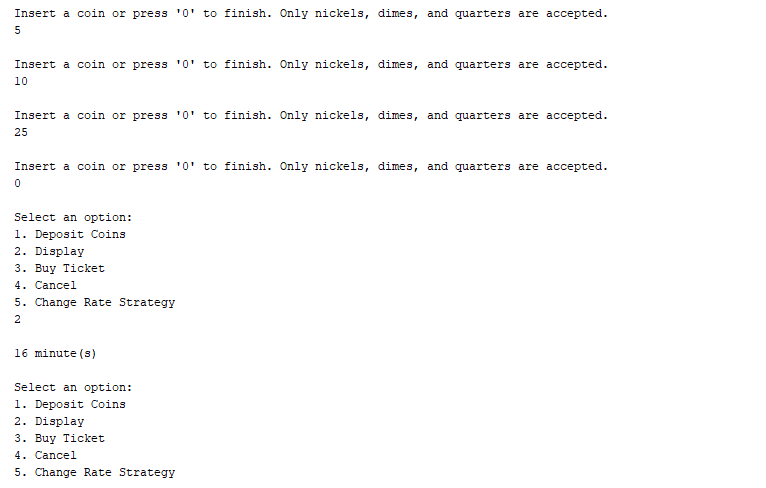 Insert a coin or press '0' to finish. Only nickels, dimes, and quarters are accepted.
5
Insert a coin or press '0' to finish. Only nickels, dimes, and quarters are accepted.
10
Insert a coin or press '0' to finish. Only nickels, dimes, and quarters are accepted.
25
Insert a coin or press '0' to finish. Only nickels, dimes, and quarters are accepted.
0
Select an option:
1. Deposit Coins
2. Display
3. Buy Ticket
4. Cancel
5. Change Rate Strategy
2
16 minute(s)
Select an option:
1. Deposit Coins
2. Display
3. Buy Ticket
4. Cancel
5. Change Rate Strategy